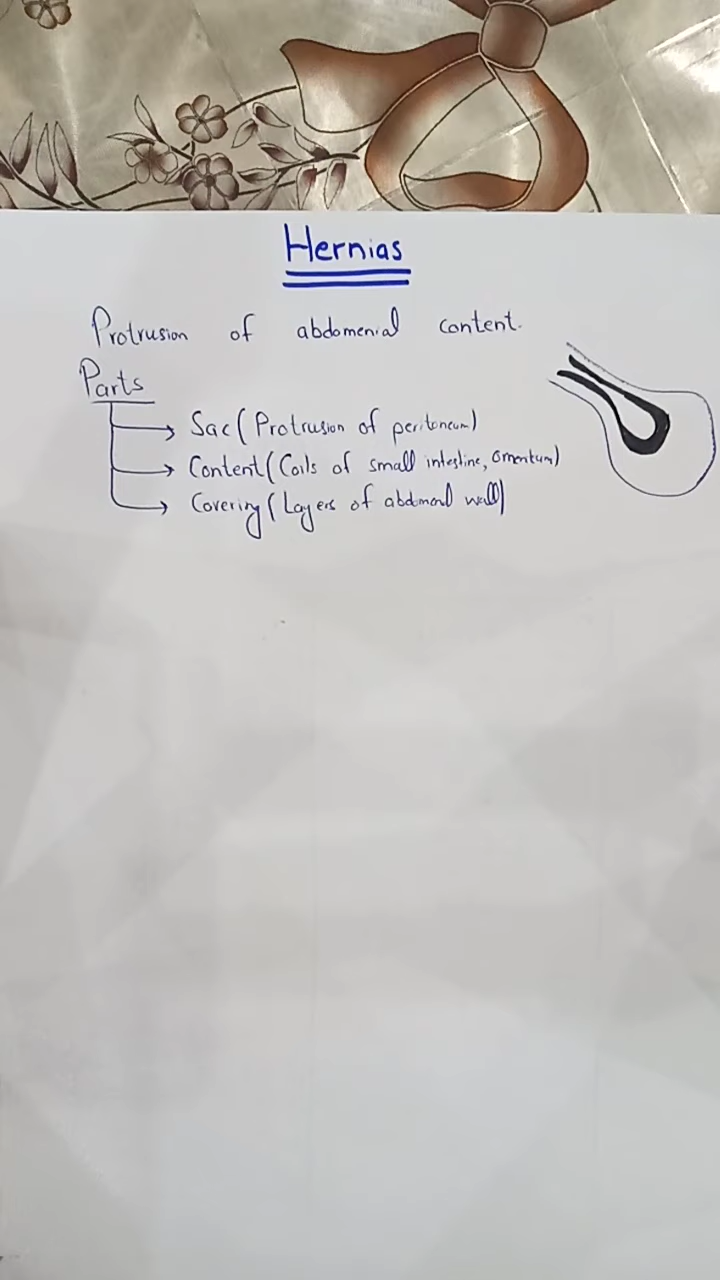 Hernias
Protrusion of abdomenial content.
Parts
Sac (Protrusion of peritoneum)
Content (Coils of small intestine, Omentum)
Covering (Layers of abdomenal wall)